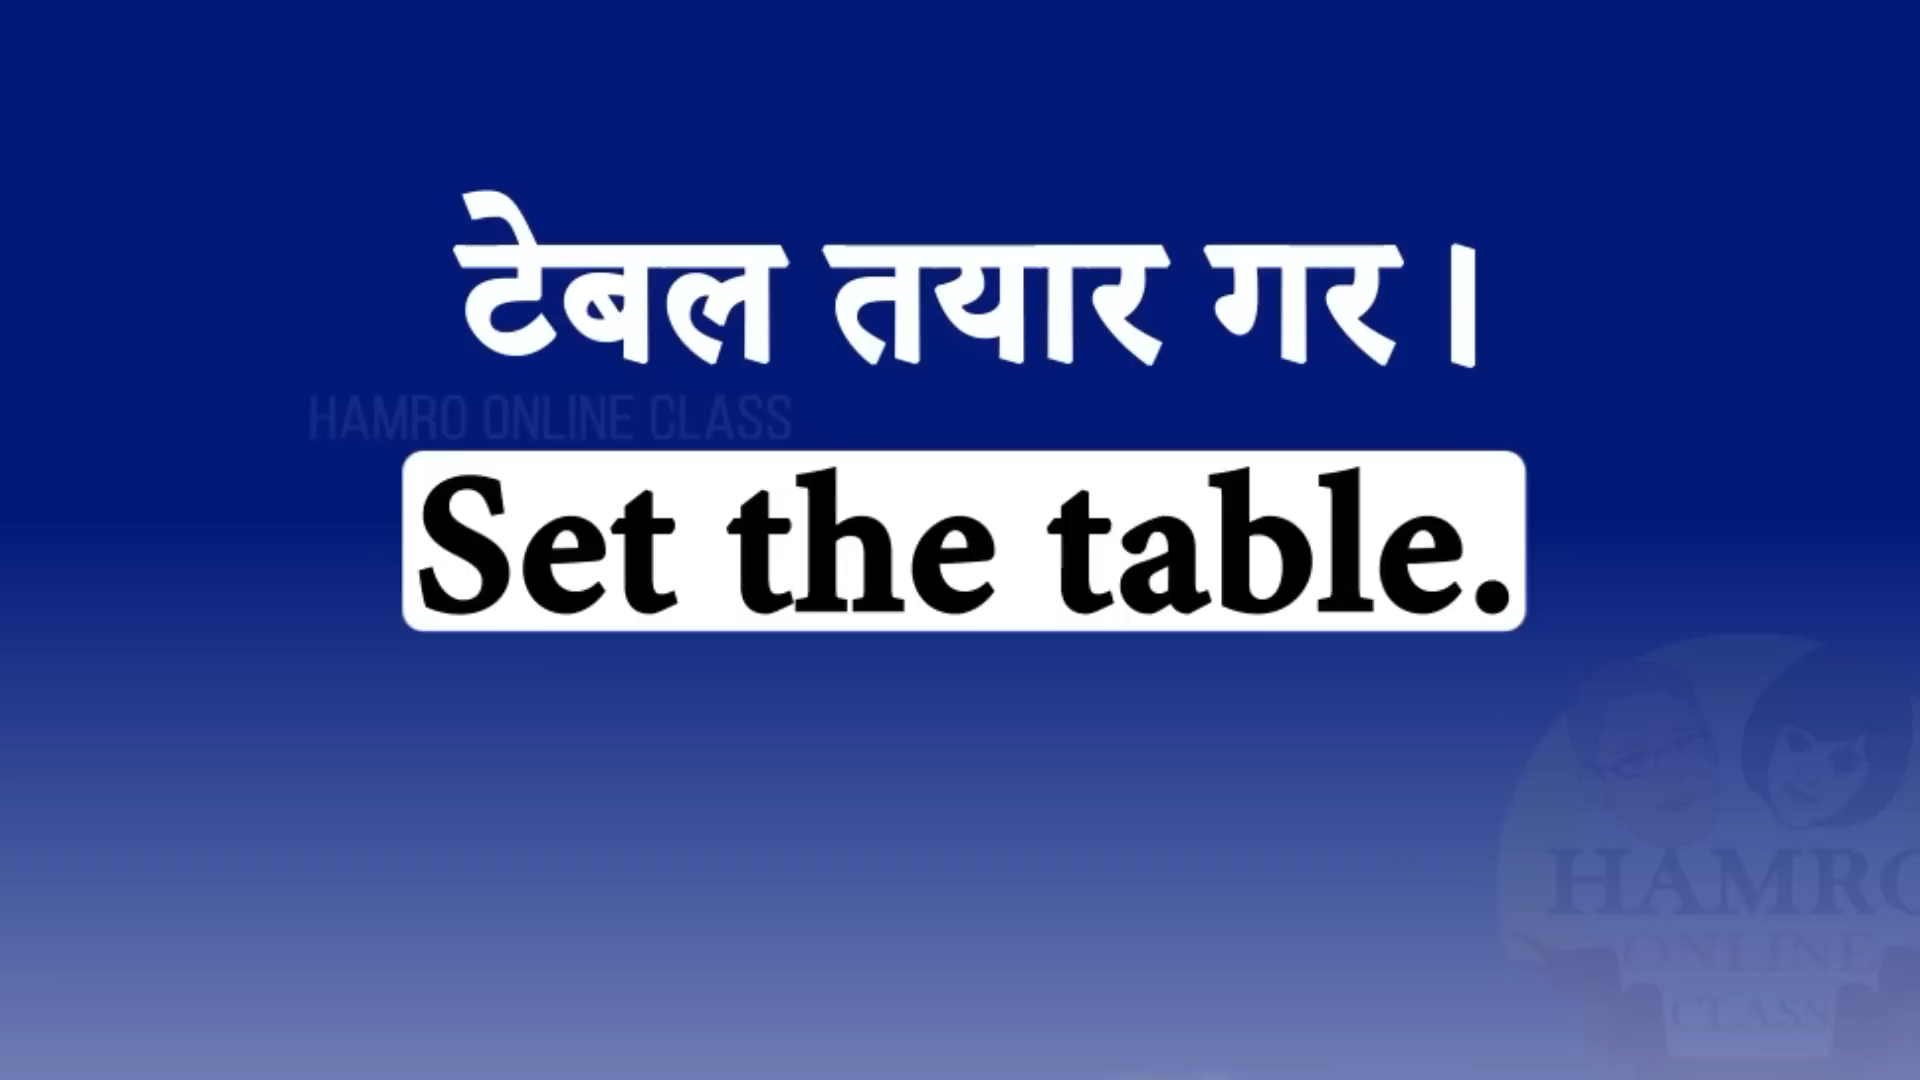 टेबल तयार गर ।
HAMRO ONLINE CLASS
Set the table.
HAMRO
ONLINE
CLASS